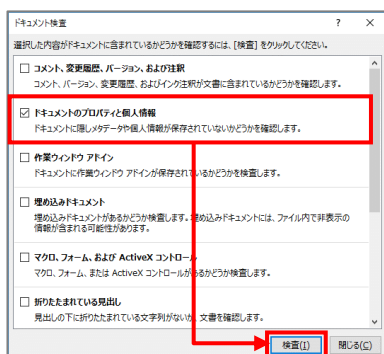 ドキュメント検査 ? ×
選択した内容がドキュメントに含まれているかどうかを確認するには、[検査] をクリックしてください。
コメント、変更履歴、バージョン、および注釈
コメント、バージョン、変更履歴、およびインク注釈が文書に含まれているかどうかを確認します。
ドキュメントのプロパティと個人情報
ドキュメントに隠しメタデータや個人情報が保存されていないかどうかを確認します。
作業ウィンドウ アドイン
ドキュメントに作業ウィンドウ アドインが保存されているかどうかを検査します。
埋め込みドキュメント
埋め込みドキュメントがあるかどうか検査します。埋め込みドキュメントには、ファイル内で非表示の
情報が含まれる可能性があります。
マクロ、フォーム、および ActiveX コントロール
マクロ、フォーム、または ActiveX コントロールがあるかどうか検査します。
折りたたまれている見出し
見出しの下に折りたたまれている文字列がないか、文書を確認します。
検査(I) 閉じる(C)